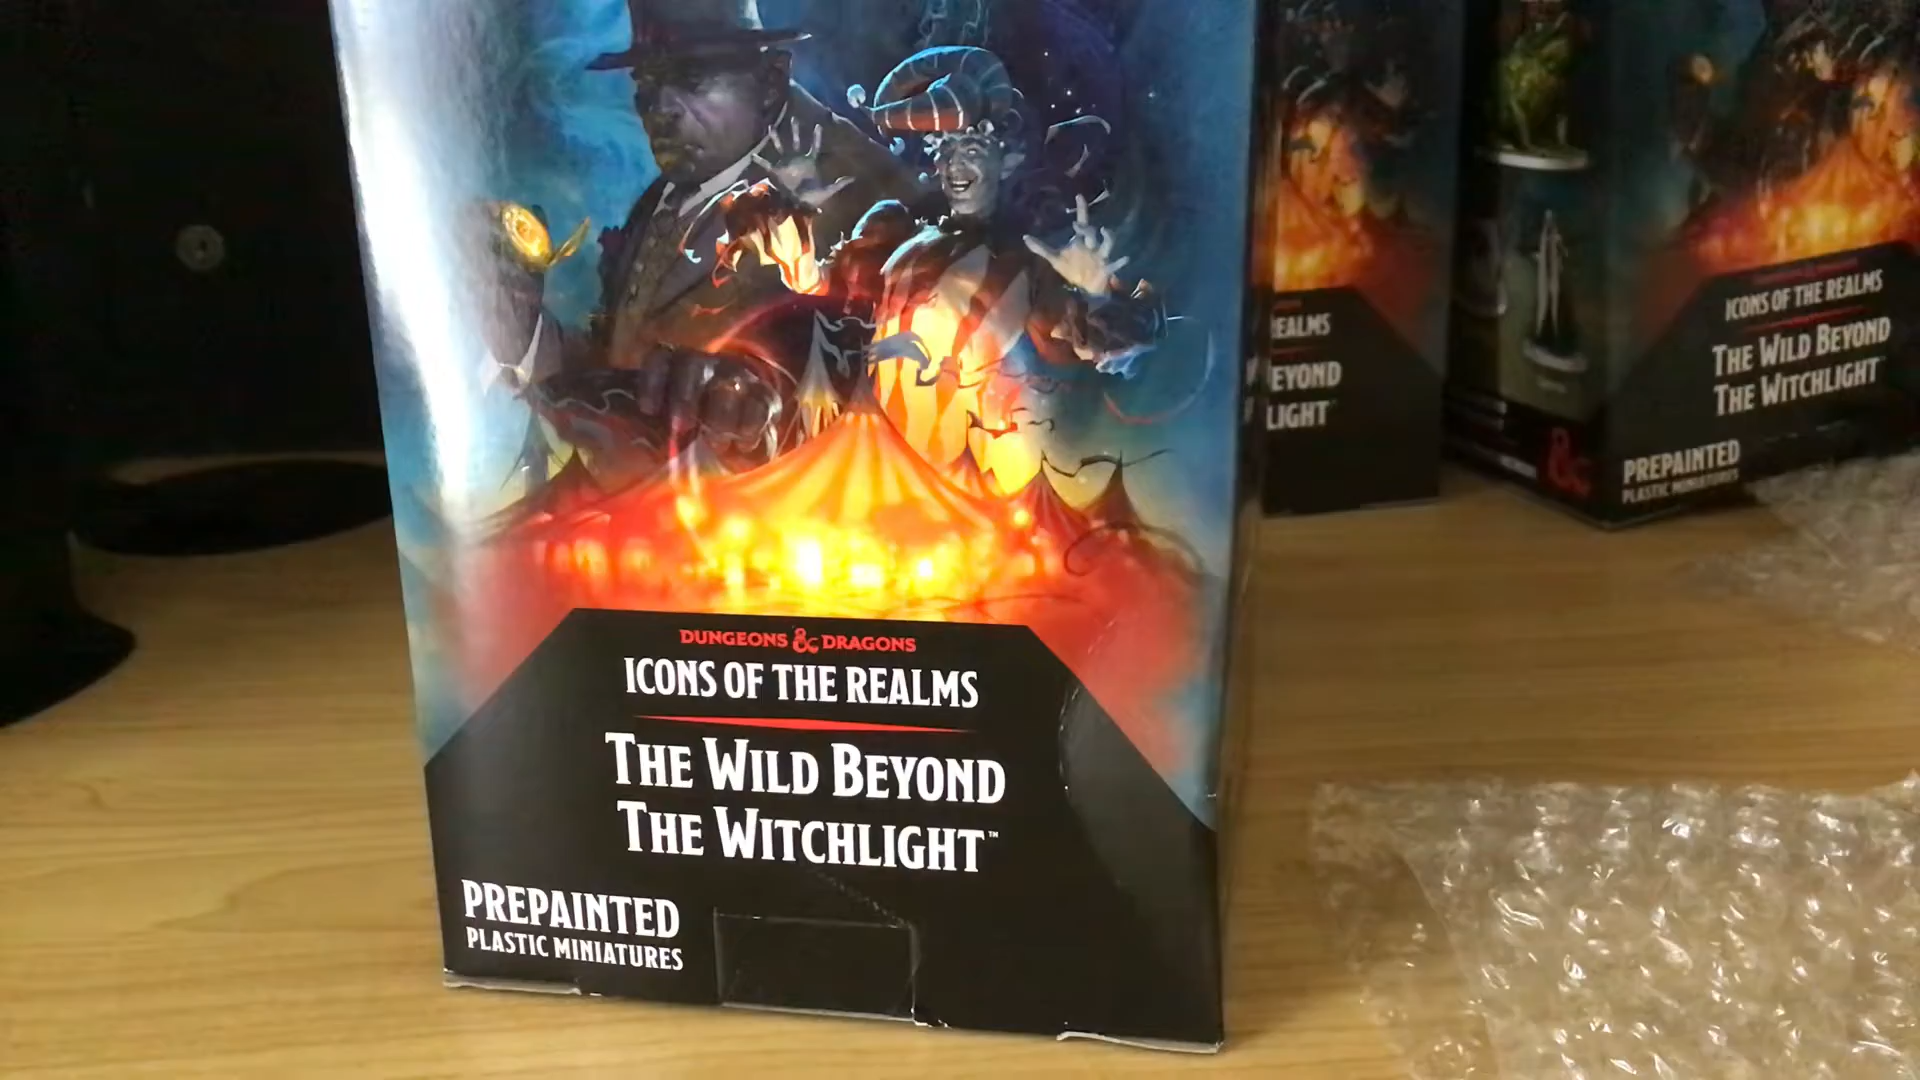 DUNGEONS & DRAGONS
ICONS OF THE REALMS
THE WILD BEYOND
THE WITCHLIGHT™
PREPAINTED
PLASTIC MINIATURES
EALMS
EYOND
LIGHT
ICONS OF THE REALMS
THE WILD BEYOND
THE WITCHLIGHT
PREPAINTED
PLASTIC MINIATURES
&